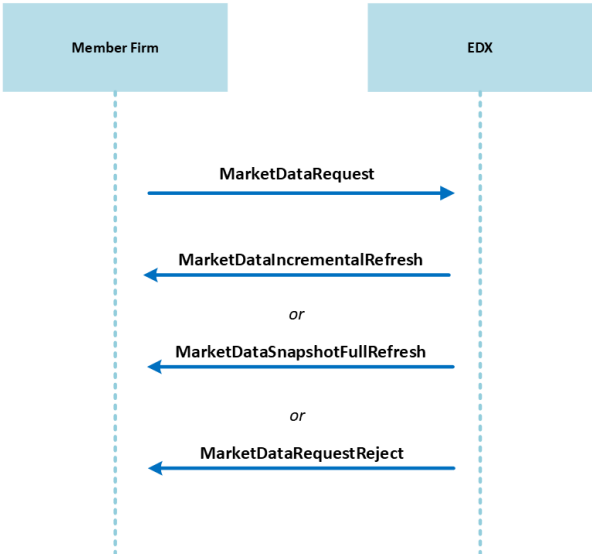 Member Firm
EDX
MarketDataRequest
MarketDataIncrementalRefresh
or
MarketDataSnapshotFullRefresh
or
MarketDataRequestReject